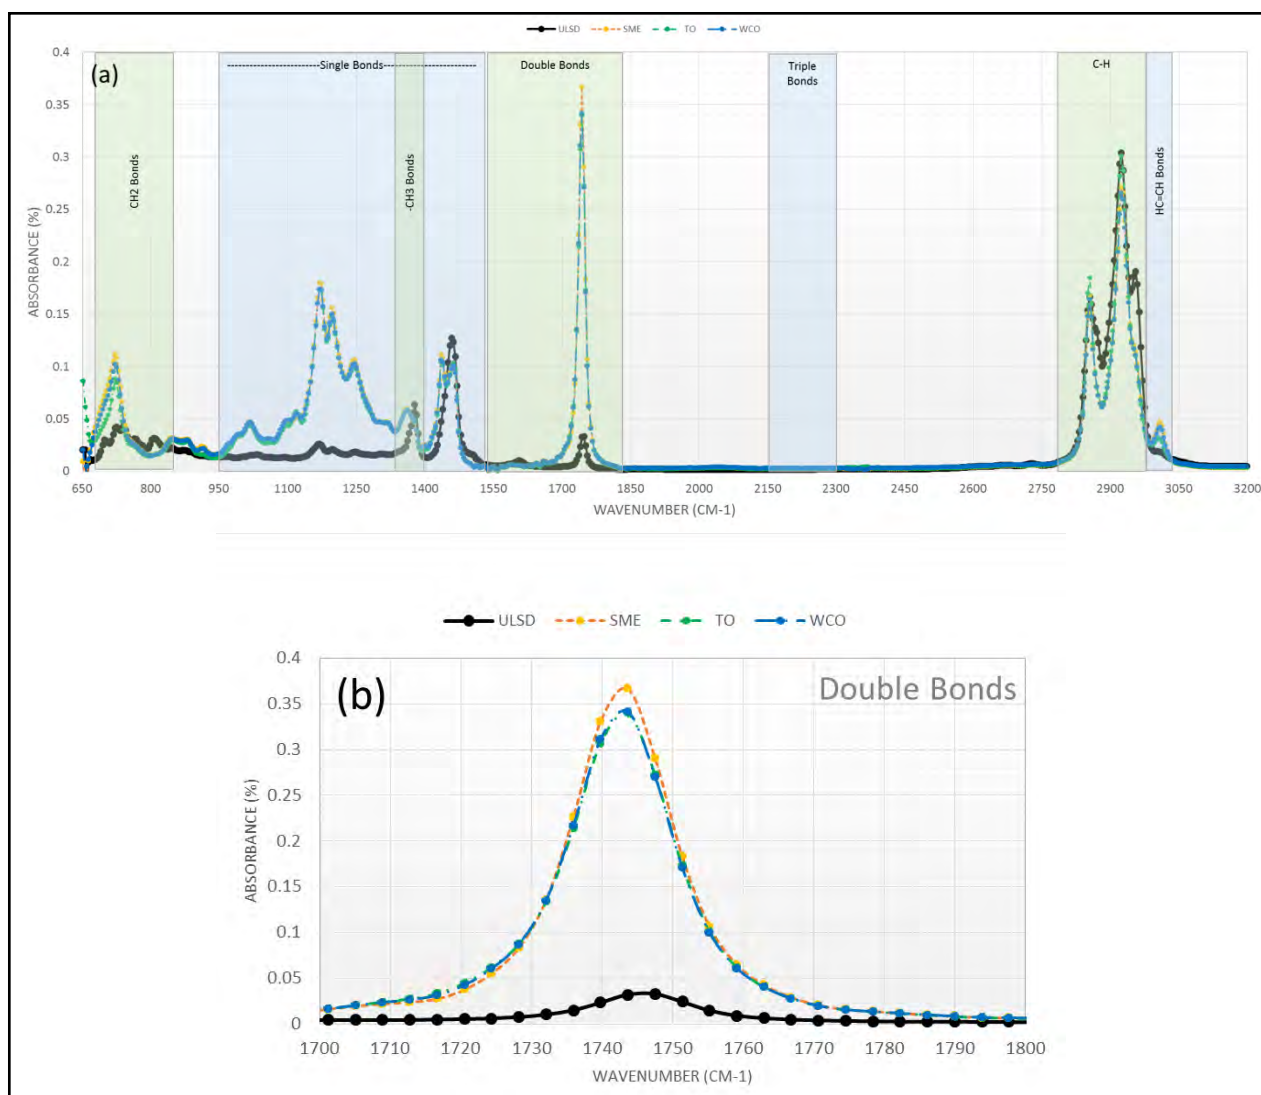 ULSD SME TO WCO
(a)
0.4
0.35
0.3
0.25
0.2
0.15
0.1
0.05
0
ABSORBANCE (%)
CH2 Bonds
----------------------Single Bonds----------------------
-CH3 Bonds
Double Bonds
Triple
Bonds
C-H
HC=CH Bonds
650 800 950 1100 1250 1400 1550 1700 1850 2000 2150 2300 2450 2600 2750 2900 3050 3200
WAVENUMBER (CM-1)
ULSD SME TO WCO
(b)
Double Bonds
0.4
0.35
0.3
0.25
0.2
0.15
0.1
0.05
0
ABSORBANCE (%)
1700 1710 1720 1730 1740 1750 1760 1770 1780 1790 1800
WAVENUMBER (CM-1)